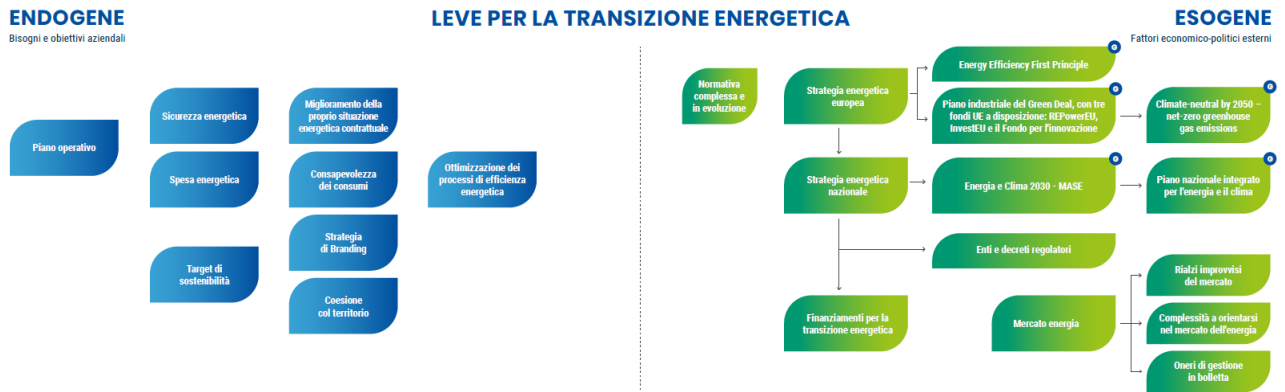 ENDOGENE
Bisogni e obiettivi aziendali
LEVE PER LA TRANSIZIONE ENERGETICA
ESOGENE
Fattori economico-politici esterni
Piano operativo
Sicurezza energetica
Spesa energetica
Target di
sostenibilità
Miglioramento della
proprio situazione
energetica contrattuale
Consapevolezza
dei consumi
Strategia
di Branding
Coesione
col territorio
Ottimizzazione dei
processi di efficienza
energetica
Normativa
complessa e
in evoluzione
Strategia energetica
europea
Energy Efficiency First Principle
Piano industriale del Green Deal, con tre
fondi UE a disposizione: REPowerEU,
InvestEU e il Fondo per l'innovazione
Climate-neutral by 2050 –
net-zero greenhouse
gas emissions
Strategia energetica
nazionale
Energia e Clima 2030 - MASE
Piano nazionale integrato
per l'energia e il clima
Enti e decreti regolatori
Finanziamenti per la
transizione energetica
Mercato energia
Rialzi improvvisi
del mercato
Complessità a orientarsi
nel mercato dell'energia
Oneri di gestione
in bolletta